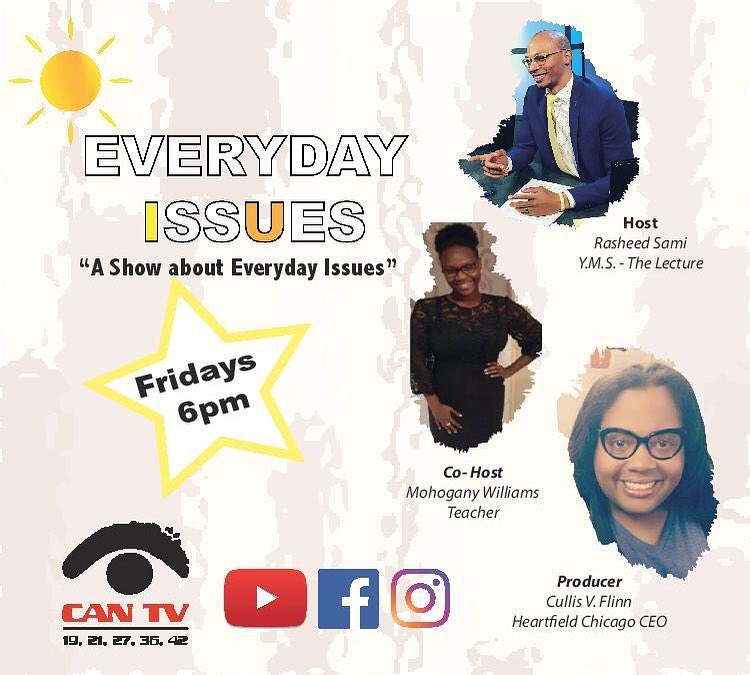 EVERYDAY
ISSUES
“A Show about Everyday Issues”
Fridays
6pm
Host
Rasheed Sami
Y.M.S. - The Lecture
Co- Host
Mohogany Williams
Teacher
Producer
Cullis V. Flinn
Heartfield Chicago CEO
CAN TV
19, 21, 27, 36, 42